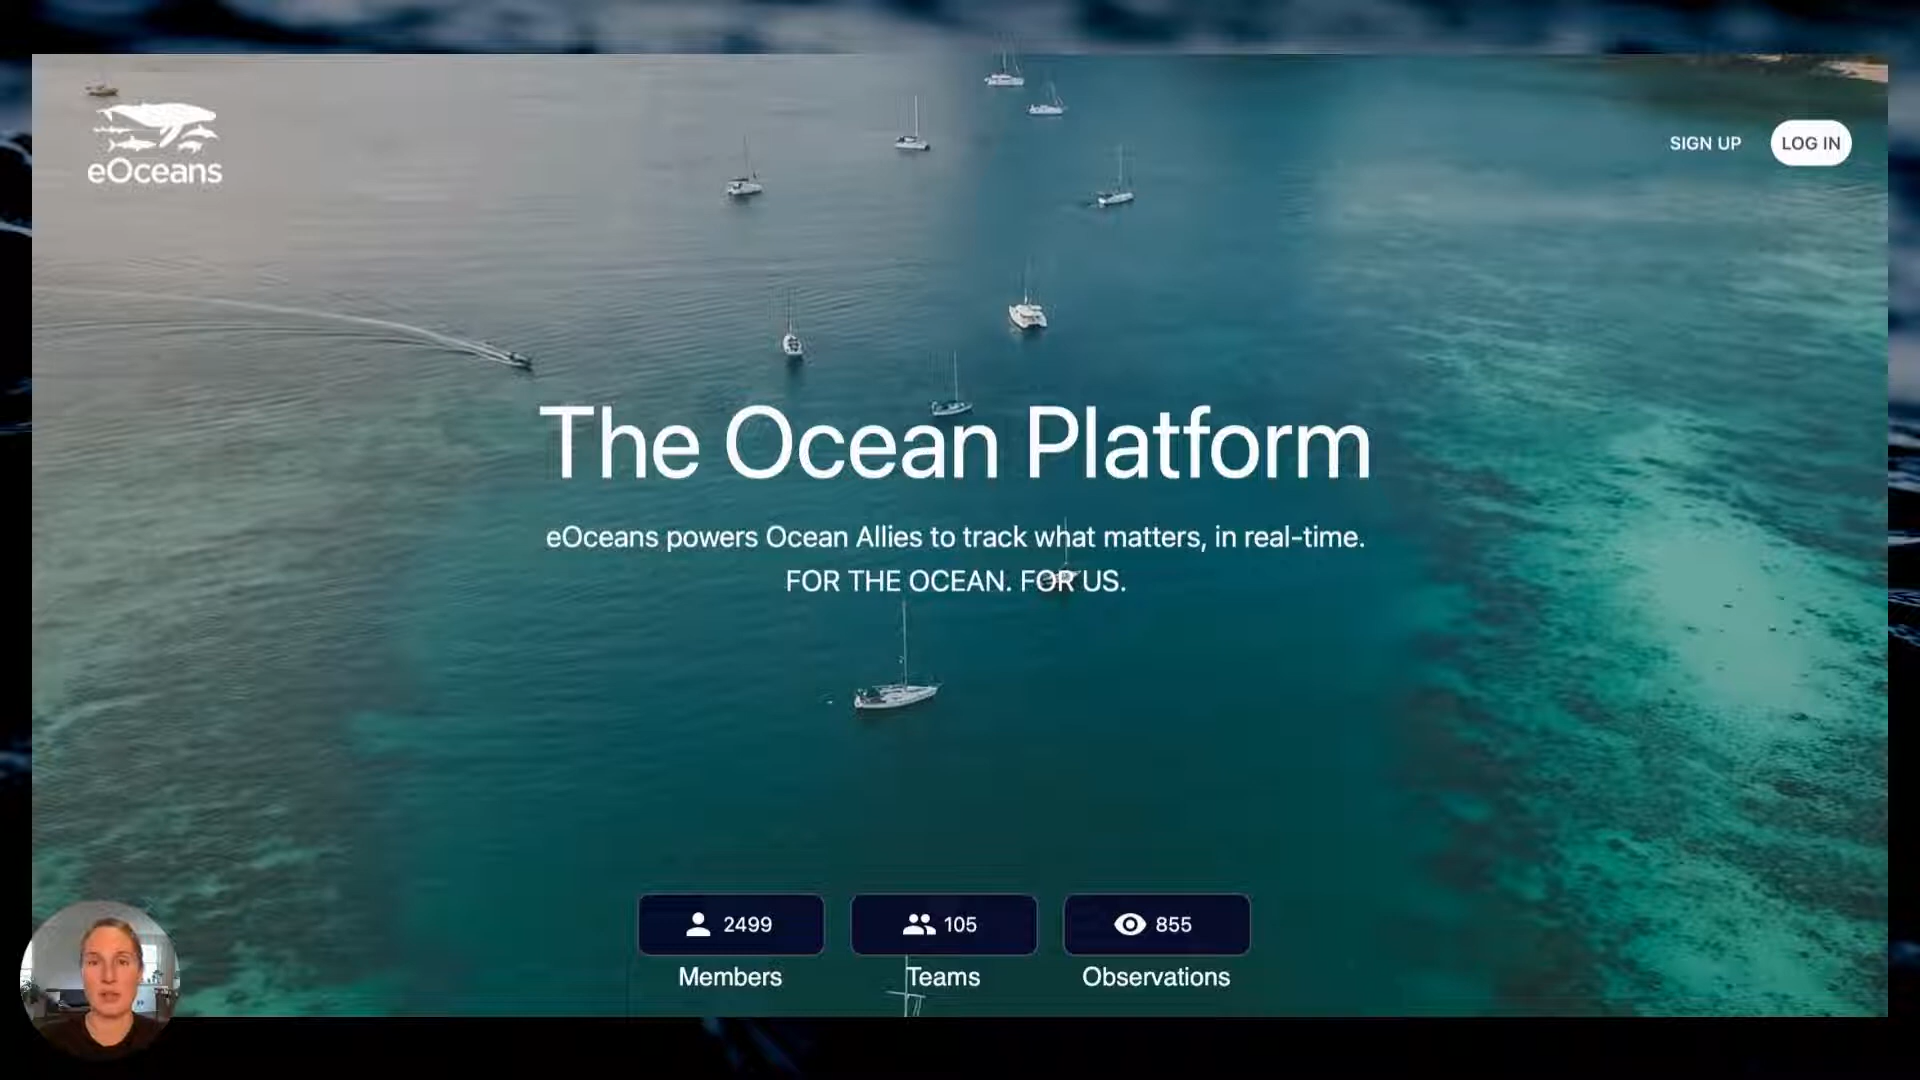 eOceans
SIGN UP
LOG IN
The Ocean Platform
eOceans powers Ocean Allies to track what matters, in real-time.
FOR THE OCEAN. FOR US.
2499
105
855
Members
Teams
Observations